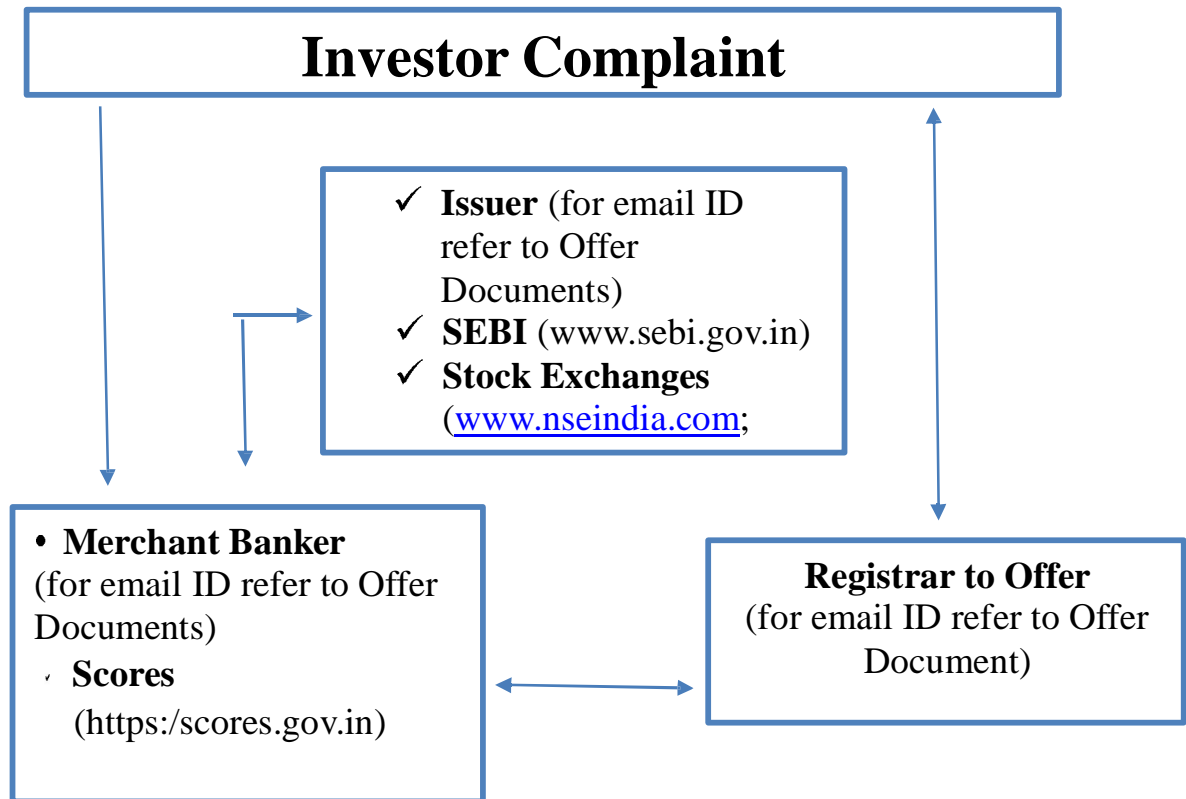 Investor Complaint
✓ Issuer (for email ID
refer to Offer
Documents)
✓ SEBI (www.sebi.gov.in)
✓ Stock Exchanges
(www.nseindia.com;
• Merchant Banker
(for email ID refer to Offer
Documents)
✓ Scores
(https:/scores.gov.in)
Registrar to Offer
(for email ID refer to Offer
Document)